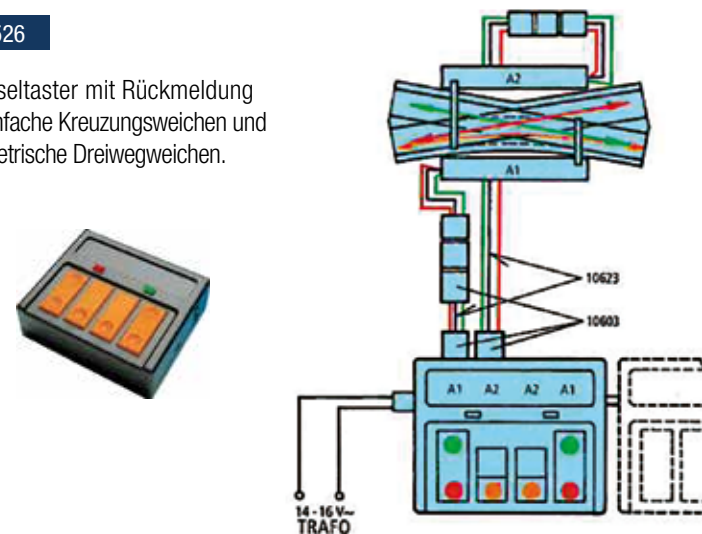 526
seltaster mit Rückmeldung
nfache Kreuzungsweichen und
etrische Dreiwegweichen.
A2
A1
10623
10603
A1 A2 A2 A1
14 - 16 V~
TRAFO